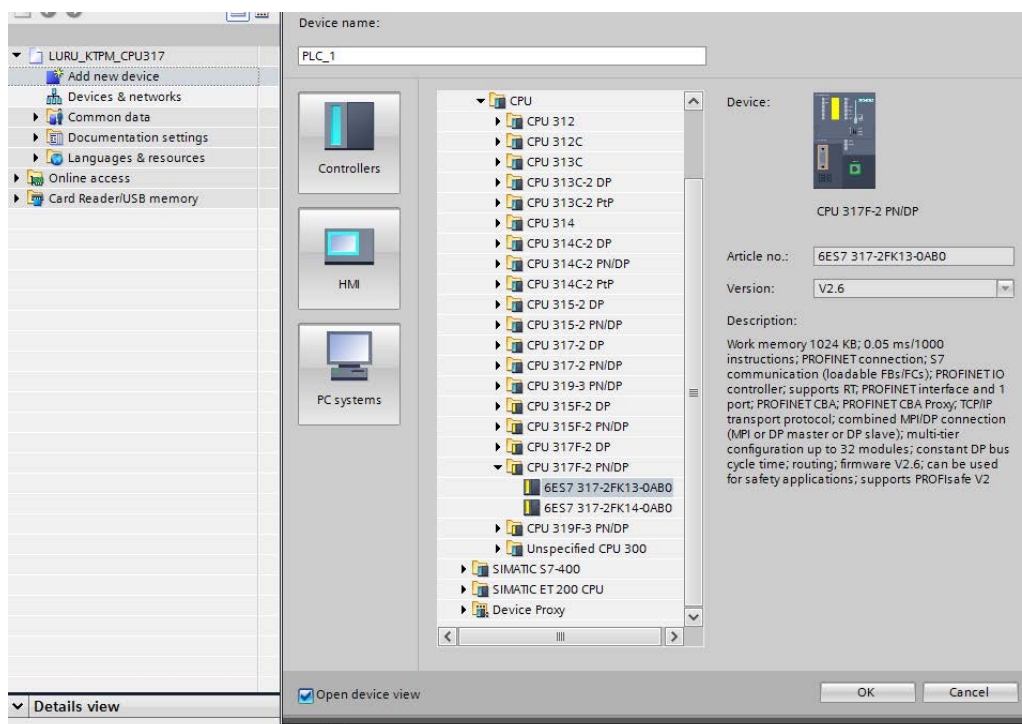 LURU_KTPM_CPU317
Add new device
Devices & networks
Common data
Documentation settings
Languages & resources
Online access
Card Reader/USB memory
Details view
Device name:
PLC_1
Controllers
HMI
PC systems
CPU
CPU 312
CPU 312C
CPU 313C
CPU 313C-2 DP
CPU 313C-2 PtP
CPU 314
CPU 314C-2 DP
CPU 314C-2 PN/DP
CPU 314C-2 PtP
CPU 315-2 DP
CPU 315-2 PN/DP
CPU 317-2 DP
CPU 317-2 PN/DP
CPU 319-3 PN/DP
CPU 315F-2 DP
CPU 315F-2 PN/DP
CPU 317F-2 DP
CPU 317F-2 PN/DP
6ES7 317-2FK13-0AB0
6ES7 317-2FK14-0AB0
CPU 319F-3 PN/DP
Unspecified CPU 300
SIMATIC S7-400
SIMATIC ET 200 CPU
Device Proxy
Device:
CPU 317F-2 PN/DP
Article no.:
6ES7 317-2FK13-0AB0
Version:
V2.6
Description:
Work memory 1024 KB; 0.05 ms/1000
instructions; PROFINET connection; S7
communication (loadable FBs/FCs); PROFINET IO
controller; supports RT; PROFINET interface and 1
port; PROFINET CBA; PROFINET CBA Proxy; TCP/IP
transport protocol; combined MPI/DP connection
(MPI or DP master or DP slave); multi-tier
configuration up to 32 modules; constant DP bus
cycle time; routing; firmware V2.6; can be used
for safety applications; supports PROFIsafe V2
Open device view
OK
Cancel